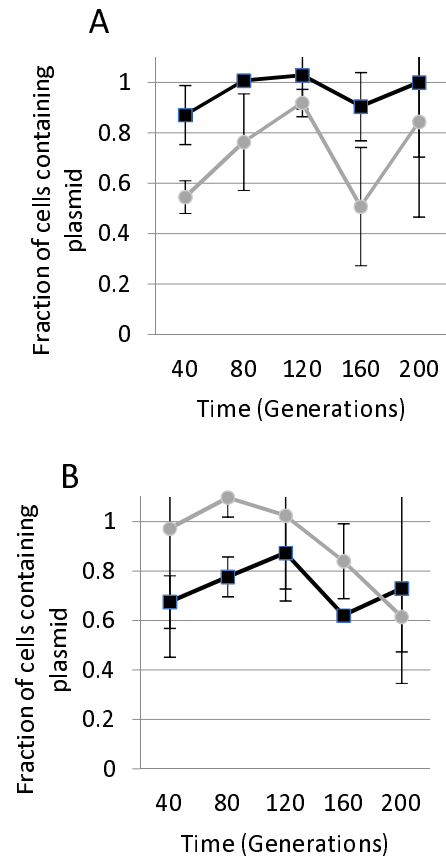 A
Fraction of cells containing
plasmid
1
0.8
0.6
0.4
0.2
0
40 80 120 160 200
Time (Generations)
B
Fraction of cells containing
plasmid
1
0.8
0.6
0.4
0.2
0
40 80 120 160 200
Time (Generations)